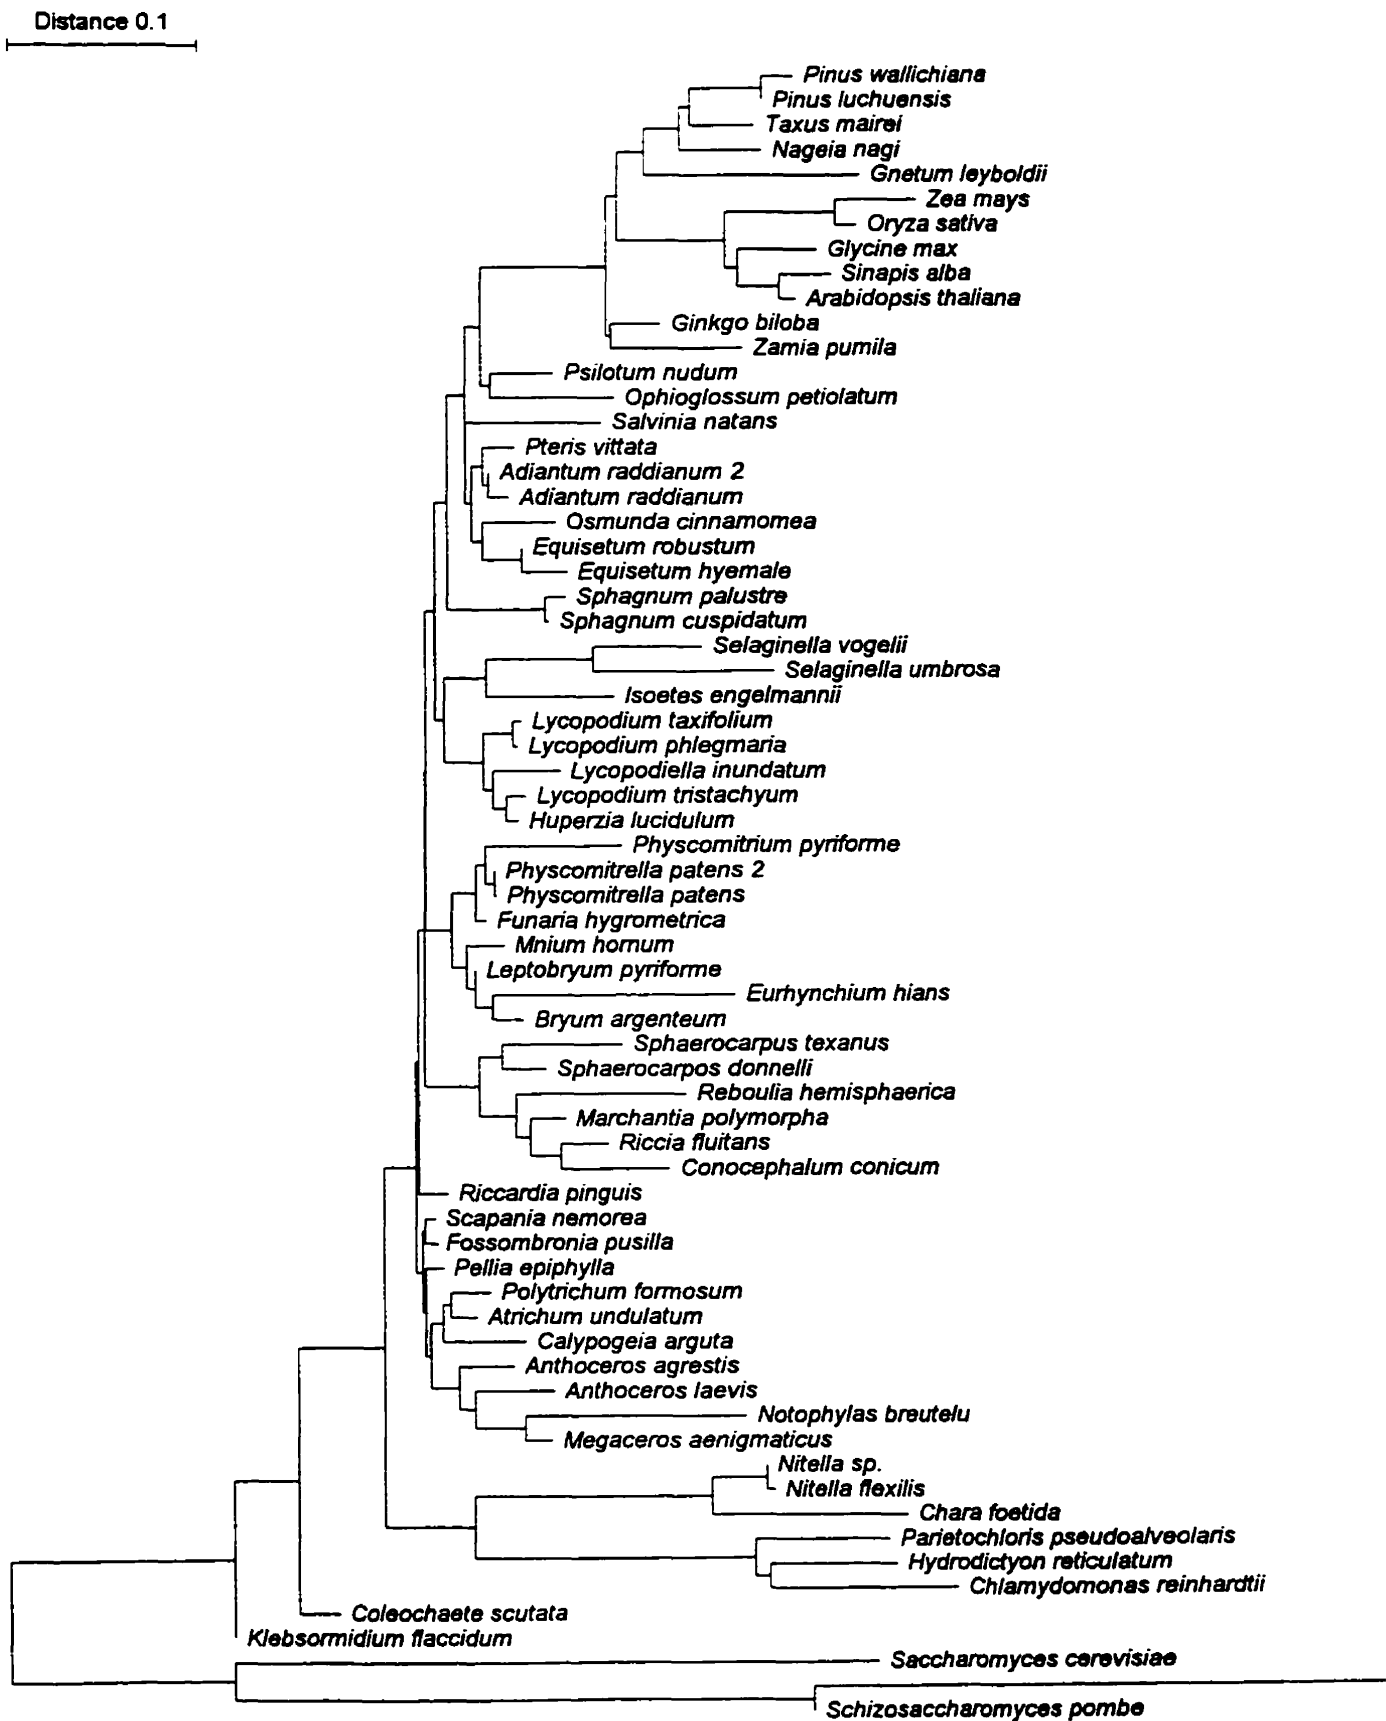 Distance 0.1
Pinus wallichiana
Pinus luchuensis
Taxus mairei
Nageia nagi
Gnetum leyboldii
Zea mays
Oryza sativa
Glycine max
Sinapis alba
Arabidopsis thaliana
Ginkgo biloba
Zamia pumila
Psilotum nudum
Ophioglossum petiolatum
Salvinia natans
Pteris vittata
Adiantum raddianum 2
Adiantum raddianum
Osmunda cinnamomea
Equisetum robustum
Equisetum hyemale
Sphagnum palustre
Sphagnum cuspidatum
Selaginella vogelii
Selaginella umbrosa
Isoetes engelmannii
Lycopodium taxifolium
Lycopodium phlegmaria
Lycopodiella inundatum
Lycopodium tristachyum
Huperzia lucidulum
Physcomitrium pyriforme
Physcomitrella patens 2
Physcomitrella patens
Funaria hygrometrica
Mnium hornum
Leptobryum pyriforme
Eurhynchium hians
Bryum argenteum
Sphaerocarpus texanus
Sphaerocarpos donnelli
Reboulia hemisphaerica
Marchantia polymorpha
Riccia fluitans
Conocephalum conicum
Riccardia pinguis
Scapania nemorea
Fossombronia pusilla
Pellia epiphylla
Polytrichum formosum
Atrichum undulatum
Calypogeia arguta
Anthoceros agrestis
Anthoceros laevis
Notophylas breutelu
Megaceros aenigmaticus
Nitella sp.
Nitella flexilis
Chara foetida
Parietochloris pseudoalveolaris
Hydrodictyon reticulatum
Chlamydomonas reinhardtii
Coleochaete scutata
Klebsormidium flaccidum
Saccharomyces cerevisiae
Schizosaccharomyces pombe